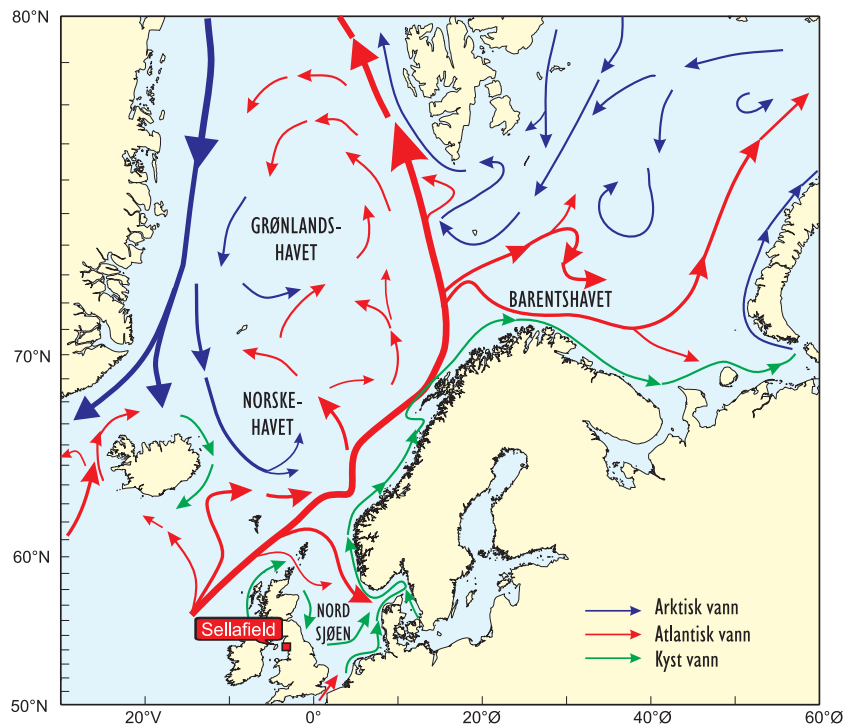 80°N
60°Ø
GRØNLANDS-
HAVET
BARENTSHAVET
70°N
NORSKE-
HAVET
60°N
NORD
SJØEN
Sellafield
Arktisk vann
Atlantisk vann
Kyst vann
50°N
20°V
0°
20°Ø
40°Ø
60°Ø